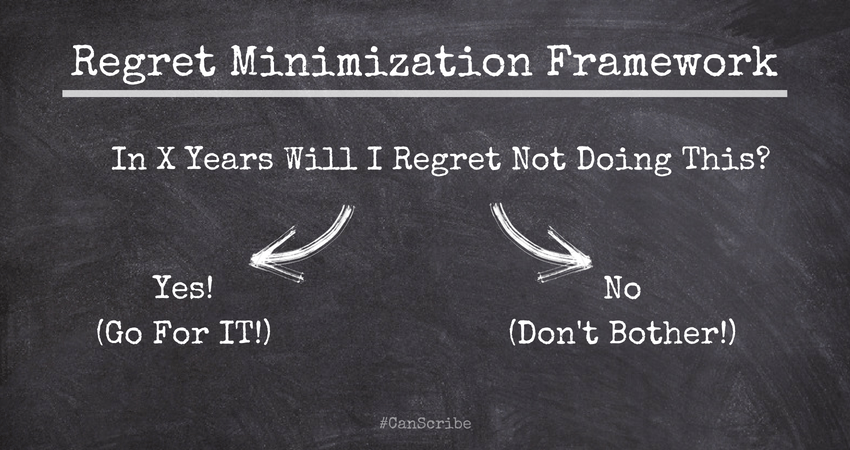 Regret Minimization Framework
In X Years Will I Regret Not Doing This?
Yes!
(Go For IT!)
No
(Don't Bother!)
#CanScribe